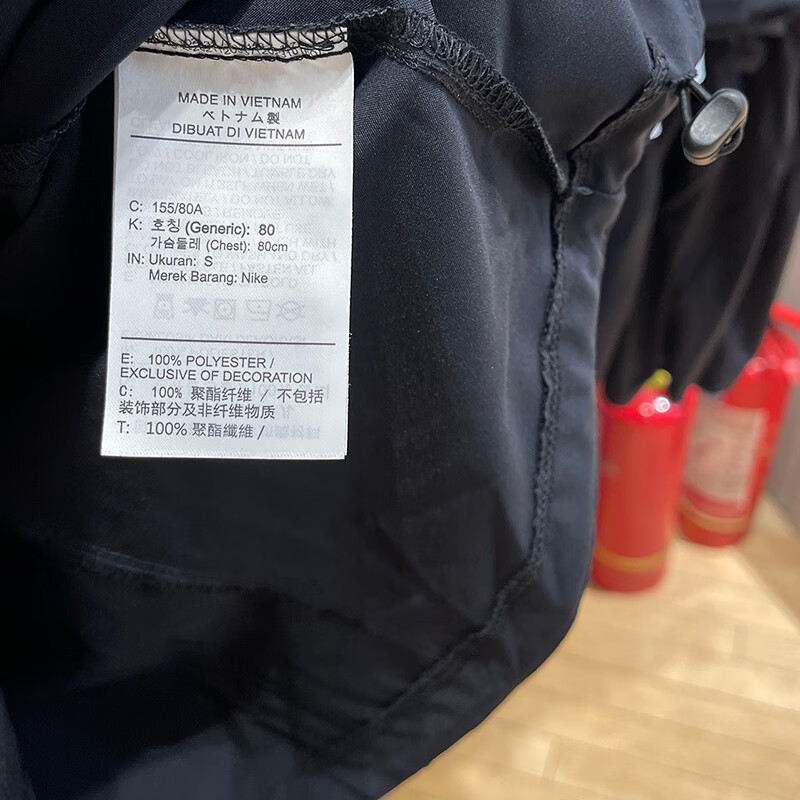 MADE IN VIETNAM
ベトナム製
DIBUAT DI VIETNAM
C: 155/80A
K: 호칭 (Generic): 80
가슴둘레 (Chest): 80cm
IN: Ukuran: S
Merek Barang: Nike
E: 100% POLYESTER /
EXCLUSIVE OF DECORATION
C: 100% 聚酯纤维 / 不包括
装饰部分及非纤维物质
T: 100% 聚酯纖維 /